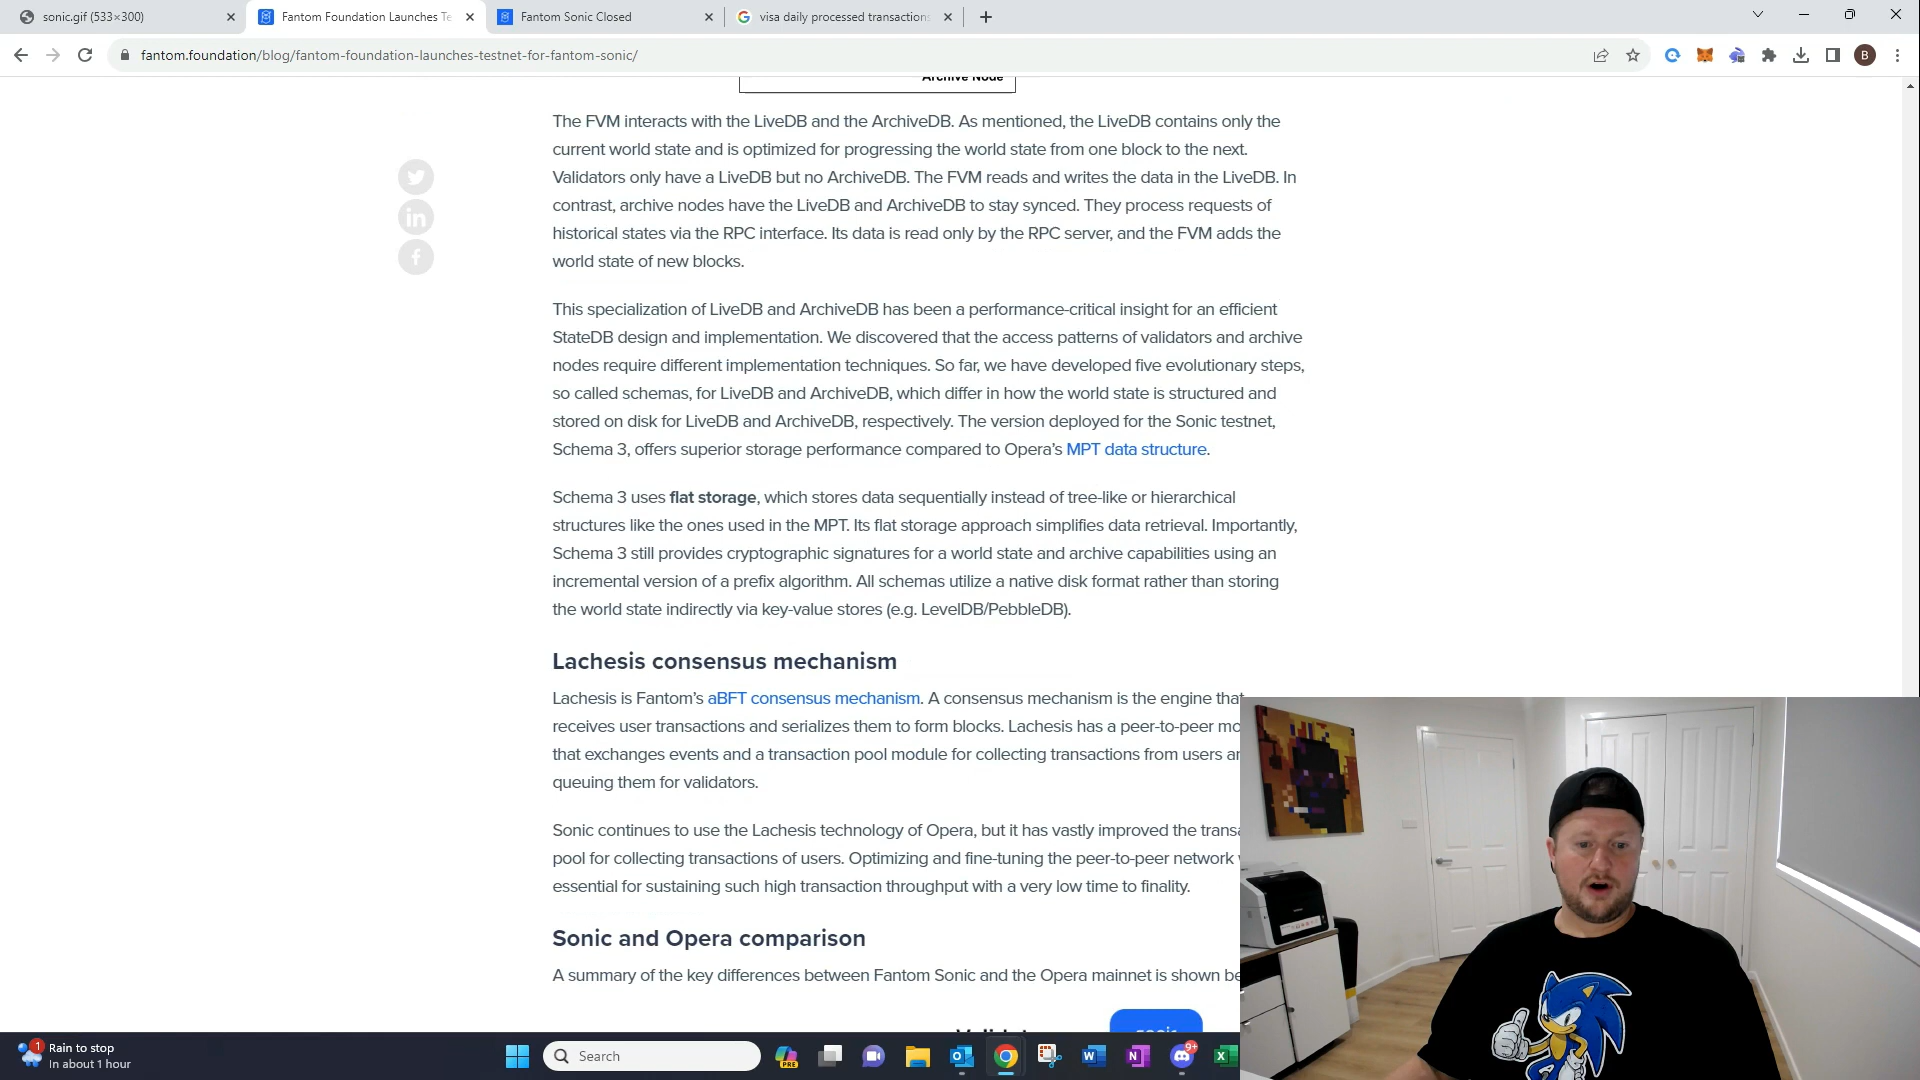 sonic.gif (533×300)
Fantom Foundation Launches Te
Fantom Sonic Closed
visa daily processed transactions
fantom.foundation/blog/fantom-foundation-launches-testnet-for-fantom-sonic/
B
Archive Node
The FVM interacts with the LiveDB and the ArchiveDB. As mentioned, the LiveDB contains only the
current world state and is optimized for progressing the world state from one block to the next.
Validators only have a LiveDB but no ArchiveDB. The FVM reads and writes the data in the LiveDB. In
contrast, archive nodes have the LiveDB and ArchiveDB to stay synced. They process requests of
historical states via the RPC interface. Its data is read only by the RPC server, and the FVM adds the
world state of new blocks.
This specialization of LiveDB and ArchiveDB has been a performance-critical insight for an efficient
StateDB design and implementation. We discovered that the access patterns of validators and archive
nodes require different implementation techniques. So far, we have developed five evolutionary steps,
so called schemas, for LiveDB and ArchiveDB, which differ in how the world state is structured and
stored on disk for LiveDB and ArchiveDB, respectively. The version deployed for the Sonic testnet,
Schema 3, offers superior storage performance compared to Opera's MPT data structure.
Schema 3 uses flat storage, which stores data sequentially instead of tree-like or hierarchical
structures like the ones used in the MPT. Its flat storage approach simplifies data retrieval. Importantly,
Schema 3 still provides cryptographic signatures for a world state and archive capabilities using an
incremental version of a prefix algorithm. All schemas utilize a native disk format rather than storing
the world state indirectly via key-value stores (e.g. LevelDB/PebbleDB).
Lachesis consensus mechanism
Lachesis is Fantom's aBFT consensus mechanism. A consensus mechanism is the engine that
receives user transactions and serializes them to form blocks. Lachesis has a peer-to-peer mo
that exchanges events and a transaction pool module for collecting transactions from users an
queuing them for validators.
Sonic continues to use the Lachesis technology of Opera, but it has vastly improved the transa
pool for collecting transactions of users. Optimizing and fine-tuning the peer-to-peer network
essential for sustaining such high transaction throughput with a very low time to finality.
Sonic and Opera comparison
A summary of the key differences between Fantom Sonic and the Opera mainnet is shown be
1
Rain to stop
In about 1 hour
Search
PRE
9+